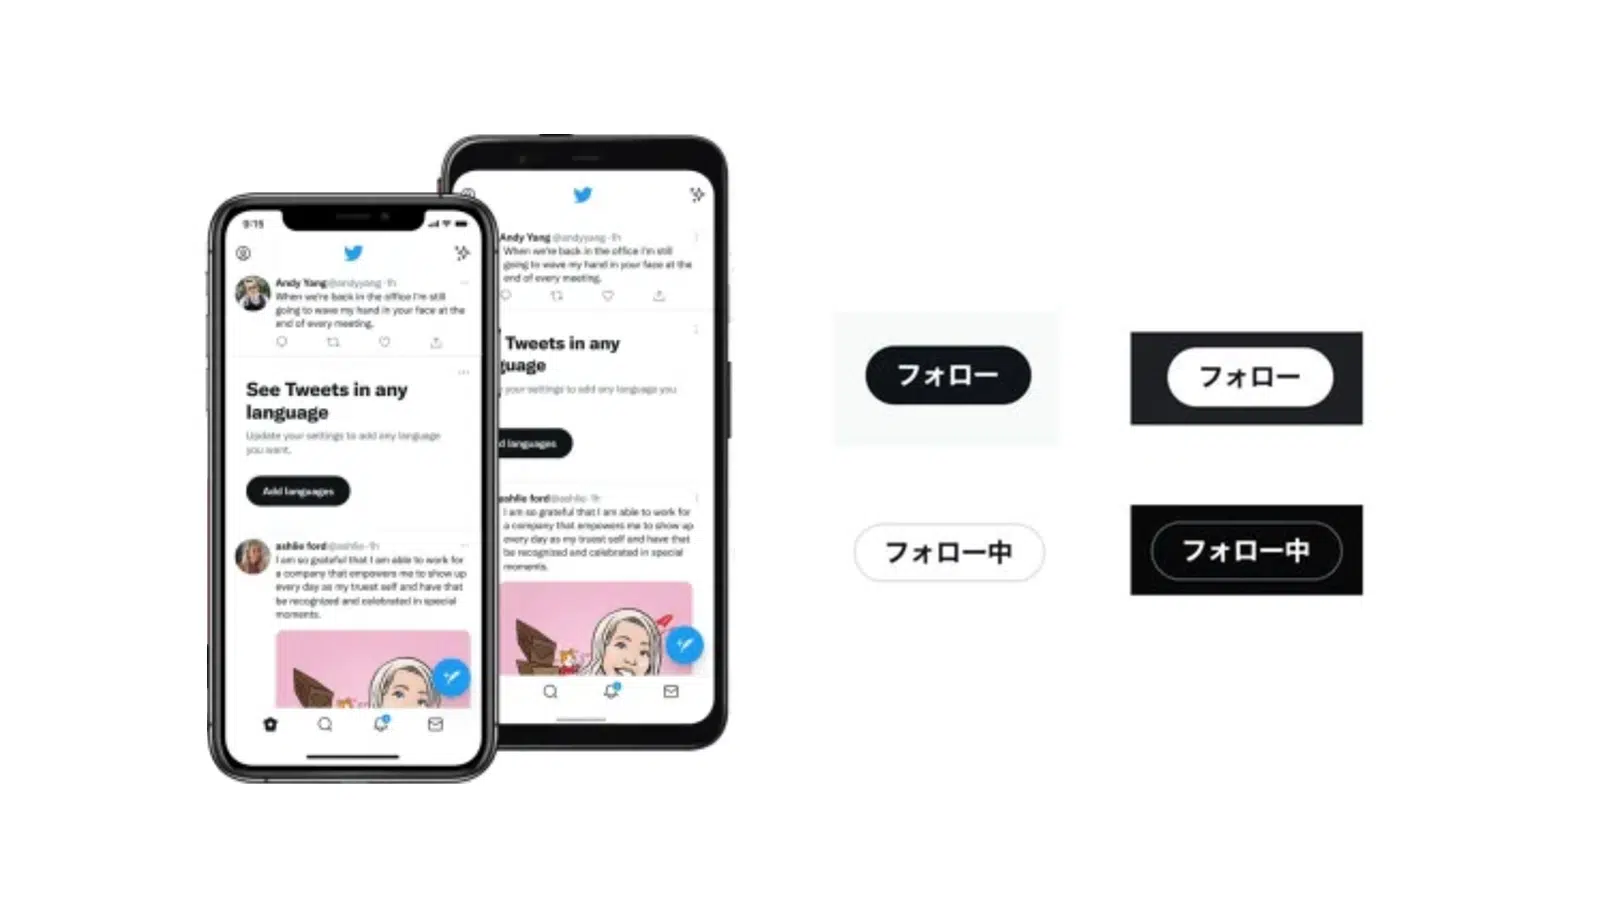 9:15
Andy Yang @andyyang · 1h
When we're back in the office I'm still
going to wave my hand in your face at the
end of every meeting.
See Tweets in any
language
Update your settings to add any language
you want.
Add languages
ashlie ford @ashlie · 1h
I am so grateful that I am able to work for
a company that empowers me to show up
every day as my truest self and have that
be recognized and celebrated in special
moments.
Andy Yang @andyyang · 1h
When we're back in the office I'm still
going to wave my hand in your face at the
end of every meeting.
Tweets in any
guage
your settings to add any language you
d languages
ashlie ford @ashlie · 1h
I am so grateful that I am able to work for
a company that empowers me to show up
every day as my truest self and have that
be recognized and celebrated in special
moments.
フォロー
フォロー
フォロー中
フォロー中